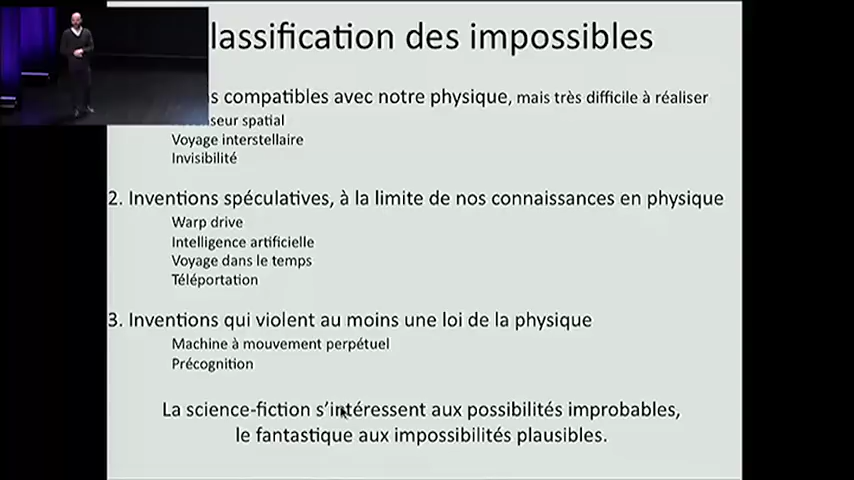 lassification des impossibles
compatibles avec notre physique, mais très difficile à réaliser
spatial
Voyage interstellaire
Invisibilité
2. Inventions spéculatives, à la limite de nos connaissances en physique
Warp drive
Intelligence artificielle
Voyage dans le temps
Téléportation
3. Inventions qui violent au moins une loi de la physique
Machine à mouvement perpétuel
Précognition
La science-fiction s'intéressent aux possibilités improbables,
le fantastique aux impossibilités plausibles.